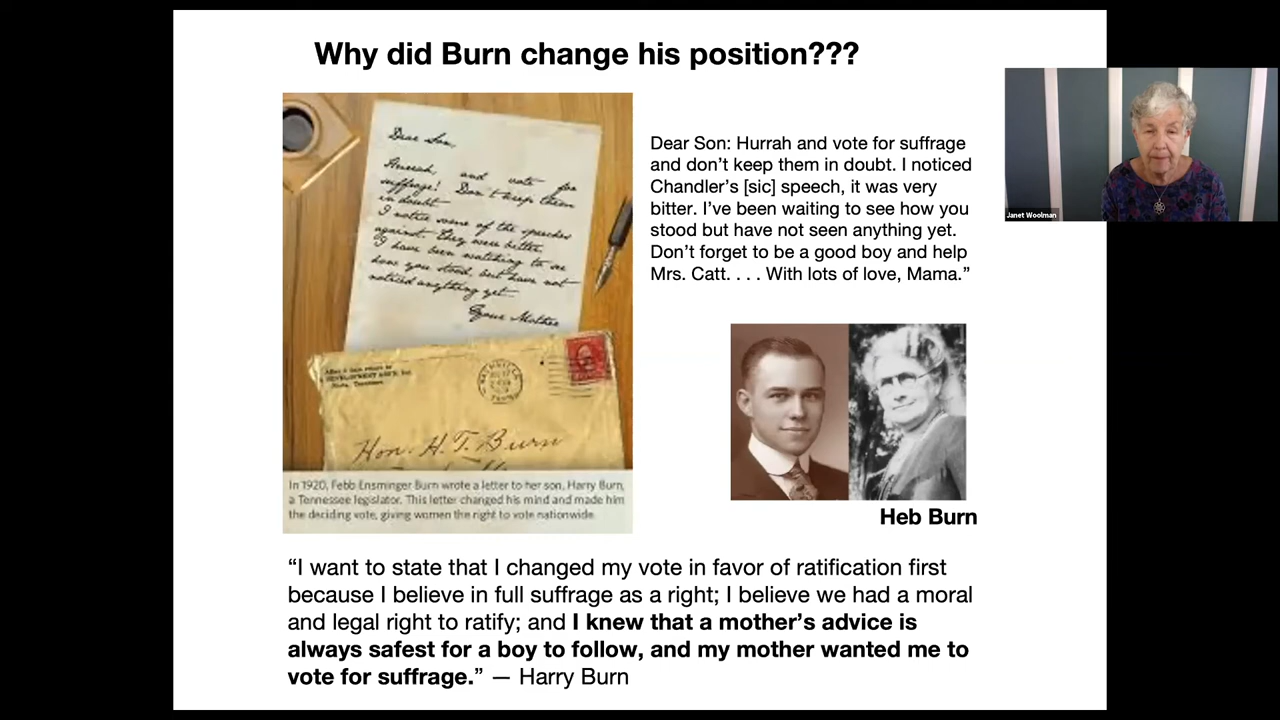 Why did Burn change his position???
Dear Son,
Hurrah, and vote for
suffrage! Don't keep them
in doubt
I notice some of the speeches
against. They were bitter.
I have been watching to see
how you stood, but have not
noticed anything yet.
Your Mother
After 5 days return to
DEVELOPMENT ASS'N, Inc.
Tennessee
Hon. H. T. Burn
In 1920, Febb Ensminger Burn wrote a letter to her son, Harry Burn,
a Tennessee legislator. This letter changed his mind and made him
the deciding vote, giving women the right to vote nationwide.
Dear Son: Hurrah and vote for suffrage
and don’t keep them in doubt. I noticed
Chandler’s [sic] speech, it was very
bitter. I’ve been waiting to see how you
stood but have not seen anything yet.
Don’t forget to be a good boy and help
Mrs. Catt. . . . With lots of love, Mama.”
Heb Burn
“I want to state that I changed my vote in favor of ratification first
because I believe in full suffrage as a right; I believe we had a moral
and legal right to ratify; and I knew that a mother’s advice is
always safest for a boy to follow, and my mother wanted me to
vote for suffrage.” — Harry Burn
Janet Woolman